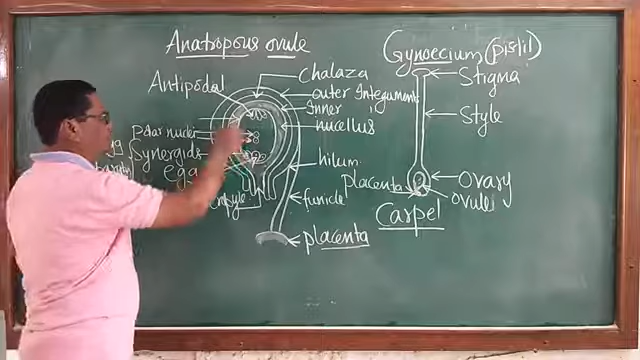 Anatropous ovule
Gynoecium (pistil)
Antipodal
chalaza
outer Integument
Inner "
nucellus
Polar nuclei
Synergids
egg
hilum
funicle
placenta
Stigma
Style
placenta
Ovary
ovule
Carpel